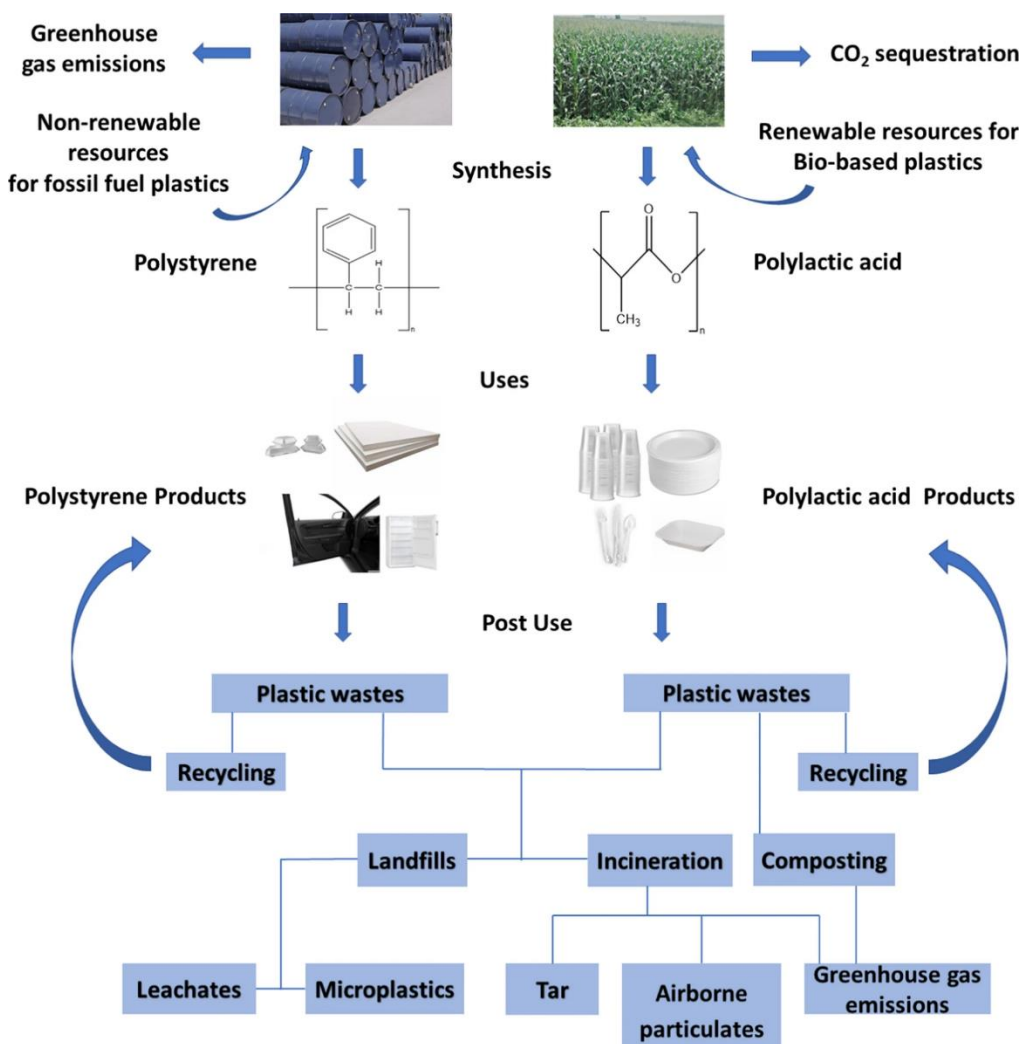 Greenhouse
gas emissions
CO₂ sequestration
Non-renewable
resources
for fossil fuel plastics
Renewable resources for
Bio-based plastics
Synthesis
Polystyrene
H
C
C
H
H
n
O
O
CH₃
n
Polylactic acid
Uses
Polystyrene Products
Polylactic acid Products
Post Use
Plastic wastes
Plastic wastes
Recycling
Recycling
Landfills
Incineration
Composting
Leachates
Microplastics
Tar
Airborne
particulates
Greenhouse gas
emissions